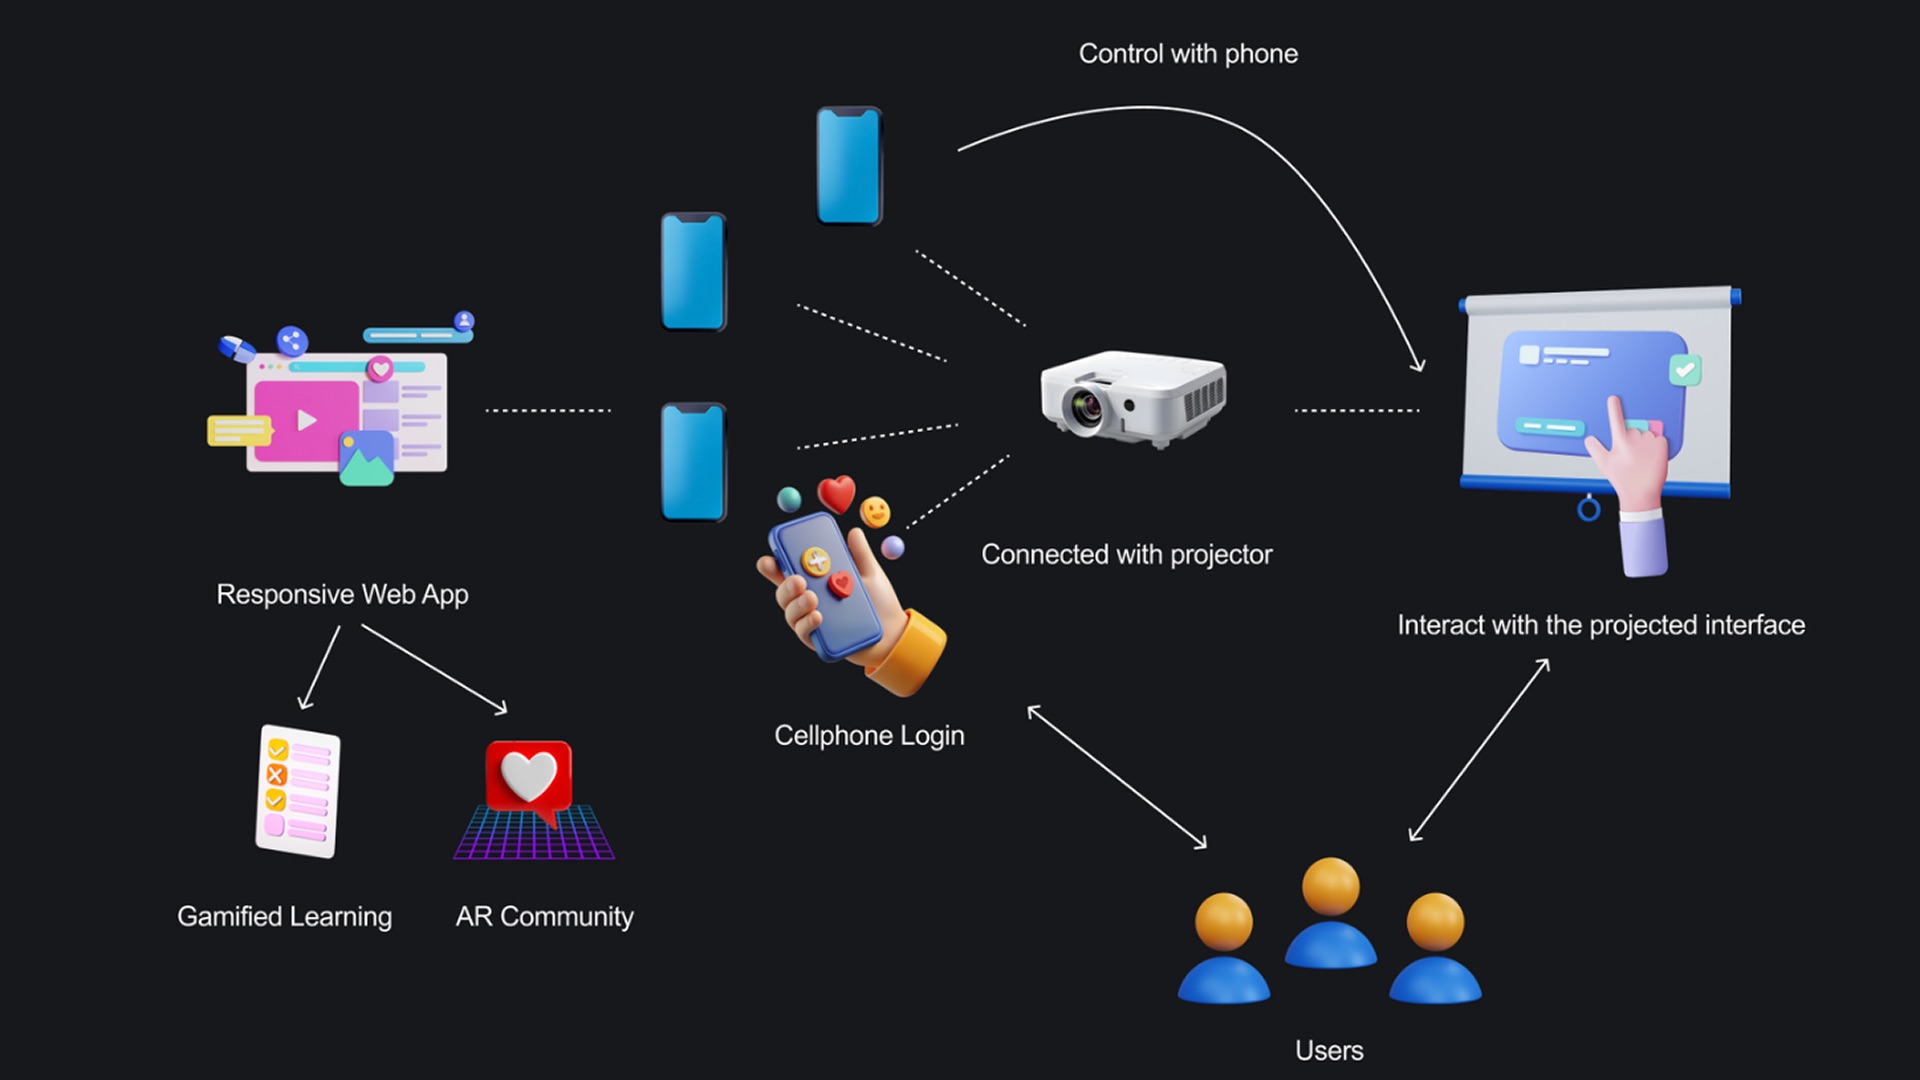 Control with phone
Connected with projector
Responsive Web App
Interact with the projected interface
Cellphone Login
Gamified Learning
AR Community
Users